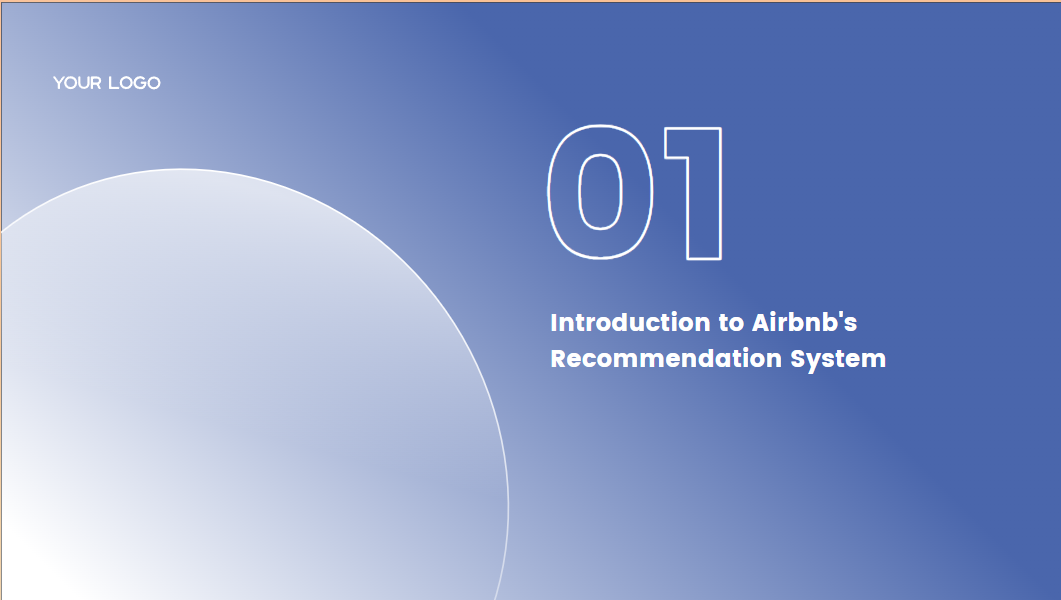 YOUR LOGO
01
Introduction to Airbnb's
Recommendation System